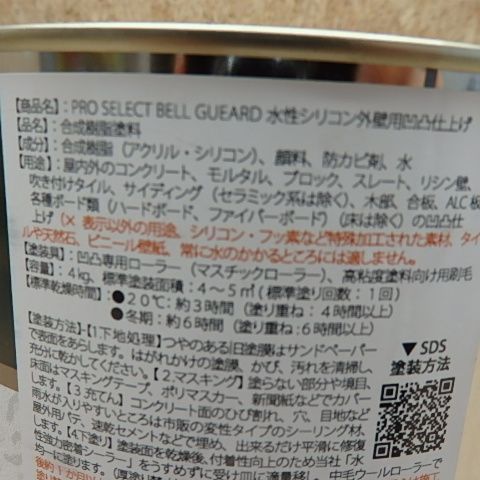 【商品名】：PRO SELECT BELL GUEARD 水性シリコン外壁用凹凸仕上げ
【品名】：合成樹脂塗料
【成分】：合成樹脂（アクリル・シリコン）、顔料、防カビ剤、水
【用途】：屋内外のコンクリート、モルタル、ブロック、スレート、リシン壁、
吹き付けタイル、サイディング（セラミック系は除く）、木部、合板、ALC板
各種ボード類（ハードボード、ファイバーボード）（床は除く）の凹凸仕
上げ（× 表示以外の用途、シリコン・フッ素など特殊加工された素材、タイ
ルや天然石、ビニール壁紙、常に水のかかるところには適しません。
【塗装具】：凹凸専用ローラー（マスチックローラー）、高粘度塗料向け用刷毛
【容量】：4kg、標準塗装面積：4～5㎡（標準塗り回数：1回）
【標準乾燥時間】：●20℃：約3時間（塗り重ね：4時間以上）
●冬期：約6時間（塗り重ね：6時間以上）
▼SDS
塗装方法
【塗装方法】-【1.下地処理】つやのある旧塗膜はサンドペーパー
で表面をあらします。はがれかけの塗膜、かび、汚れを清掃し、
充分に乾かしてください。【2.マスキング】塗らない部分や境目、
床面はマスキングテープ、ポリマスカー、新聞紙などでカバー
します。【3.充てん】コンクリート面のひび割れ、穴、目地など
雨水が入りやすいところは市販の変性タイプのシーリング材、
屋外用パテ、速乾セメントなどで埋め、出来るだけ平滑に修復
【4.下塗り】塗装面を乾燥後、付着性向上のため当社「水
性強力密着シーラー」をうすめずに受け皿に適量移し、中毛ウールローラーで
均一に塗ります。